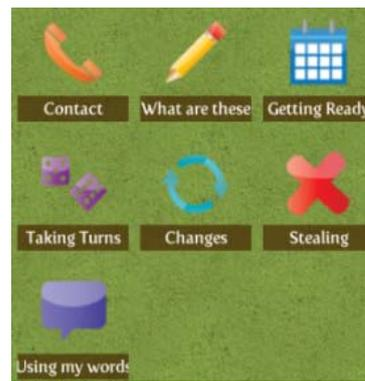 Contact
What are these
Getting Ready
Taking Turns
Changes
Stealing
Using my words